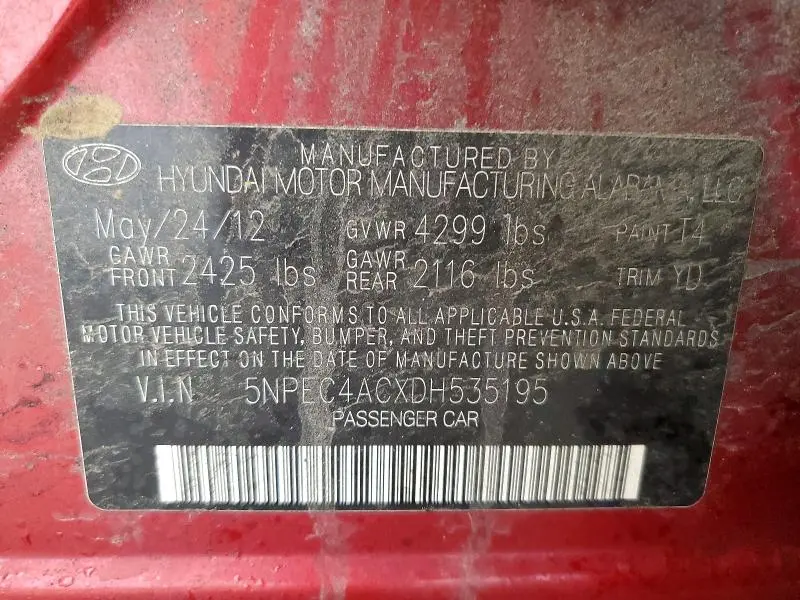 MANUFACTURED BY
HYUNDAI MOTOR MANUFACTURING ALABAMA, LLC
May/24/12 GVWR 4299 lbs PAINT T4
GAWR FRONT 2425 lbs GAWR REAR 2116 lbs TRIM YD
THIS VEHICLE CONFORMS TO ALL APPLICABLE U.S.A. FEDERAL
MOTOR VEHICLE SAFETY, BUMPER, AND THEFT PREVENTION STANDARDS
IN EFFECT ON THE DATE OF MANUFACTURE SHOWN ABOVE
V.I.N 5NPEC4ACXDH535195
PASSENGER CAR